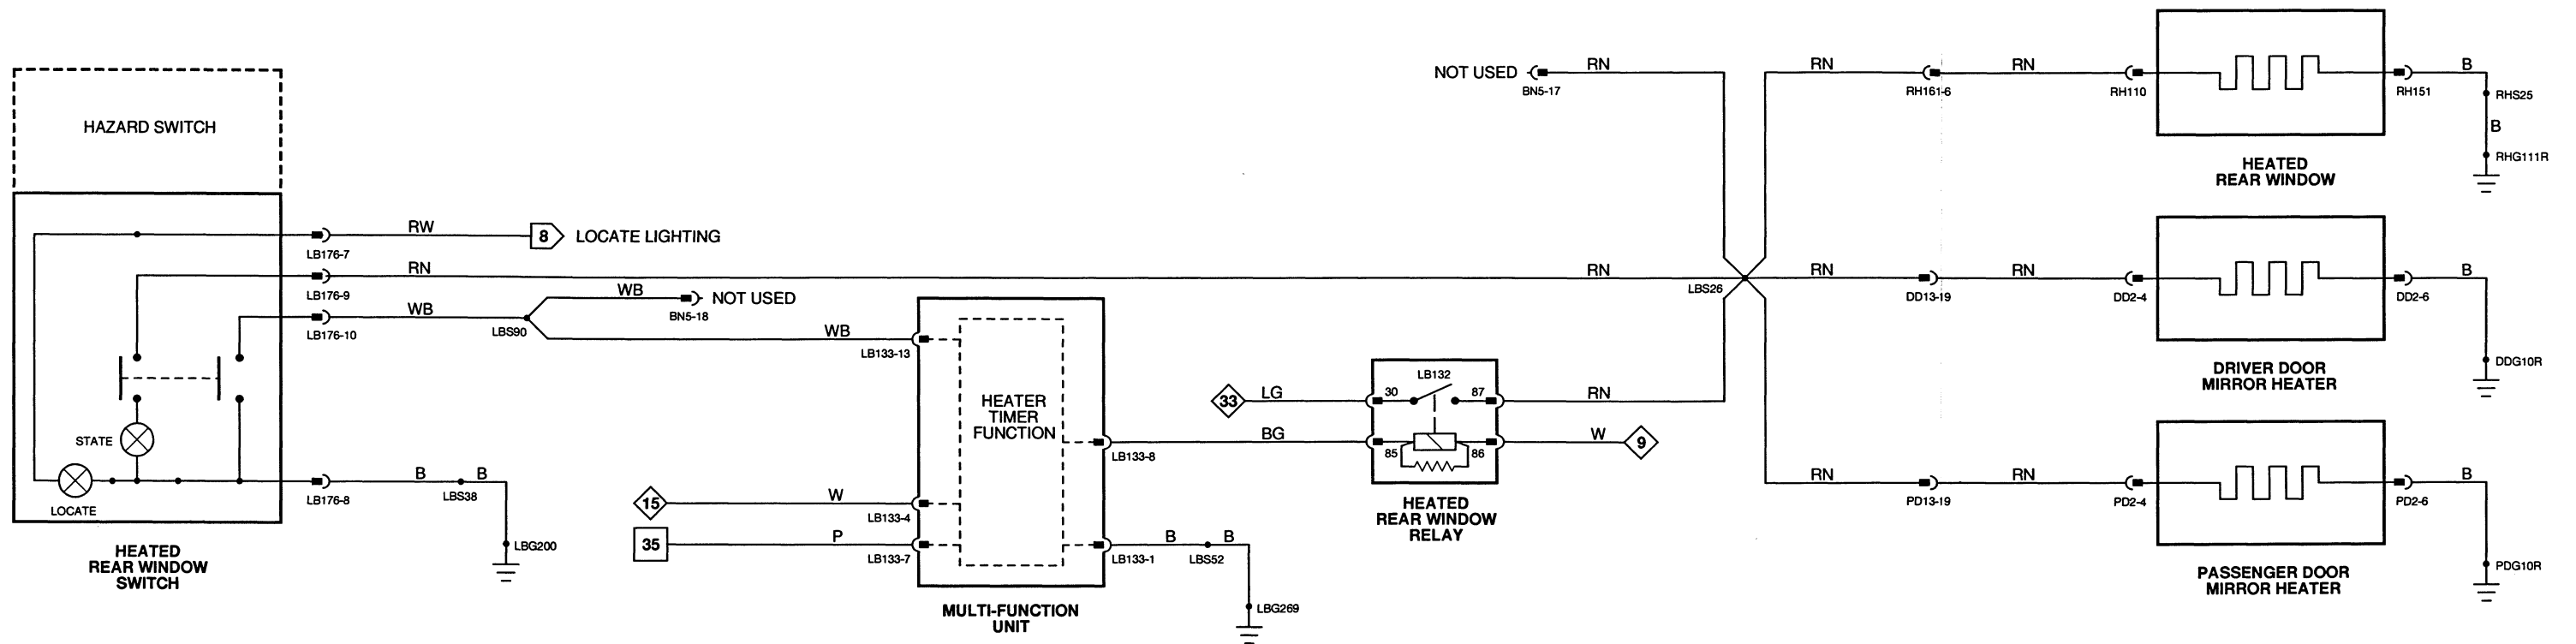 HAZARD SWITCH
RW
8 LOCATE LIGHTING
LB176-7
RN
LB176-9
WB
LB176-10
LBS90
WB
NOT USED
BN5-18
WB
LB133-13
STATE
LOCATE
LB176-8
B
LBS38
B
LBG200
HEATED
REAR WINDOW
SWITCH
HEATER
TIMER
FUNCTION
LB133-8
15
W
LB133-4
35
P
LB133-7
LB133-1
B
LBS52
B
LBG269
MULTI-FUNCTION
UNIT
33
LG
BG
LB132
30
87
85
86
RN
W
9
HEATED
REAR WINDOW
RELAY
NOT USED
BN5-17
RN
RN
LBS26
RN
RH161-6
RN
RH110
RH151
B
RHS25
B
RHG111R
HEATED
REAR WINDOW
RN
DD13-19
RN
DD2-4
DD2-6
B
DDG10R
DRIVER DOOR
MIRROR HEATER
RN
PD13-19
RN
PD2-4
PD2-6
B
PDG10R
PASSENGER DOOR
MIRROR HEATER